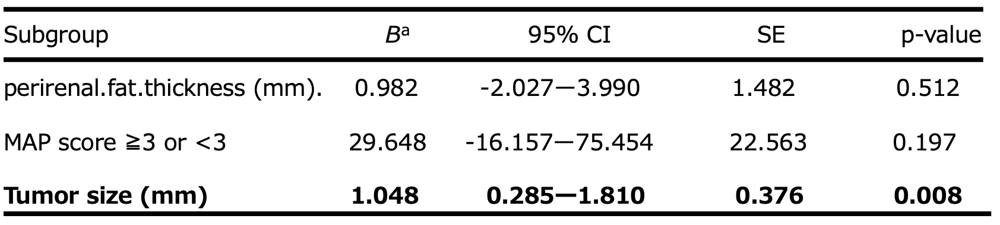 Subgroup Bᵃ 95% CI SE p-value
perirenal.fat.thickness (mm). 0.982 -2.027—3.990 1.482 0.512
MAP score ≧3 or <3 29.648 -16.157—75.454 22.563 0.197
Tumor size (mm) 1.048 0.285—1.810 0.376 0.008